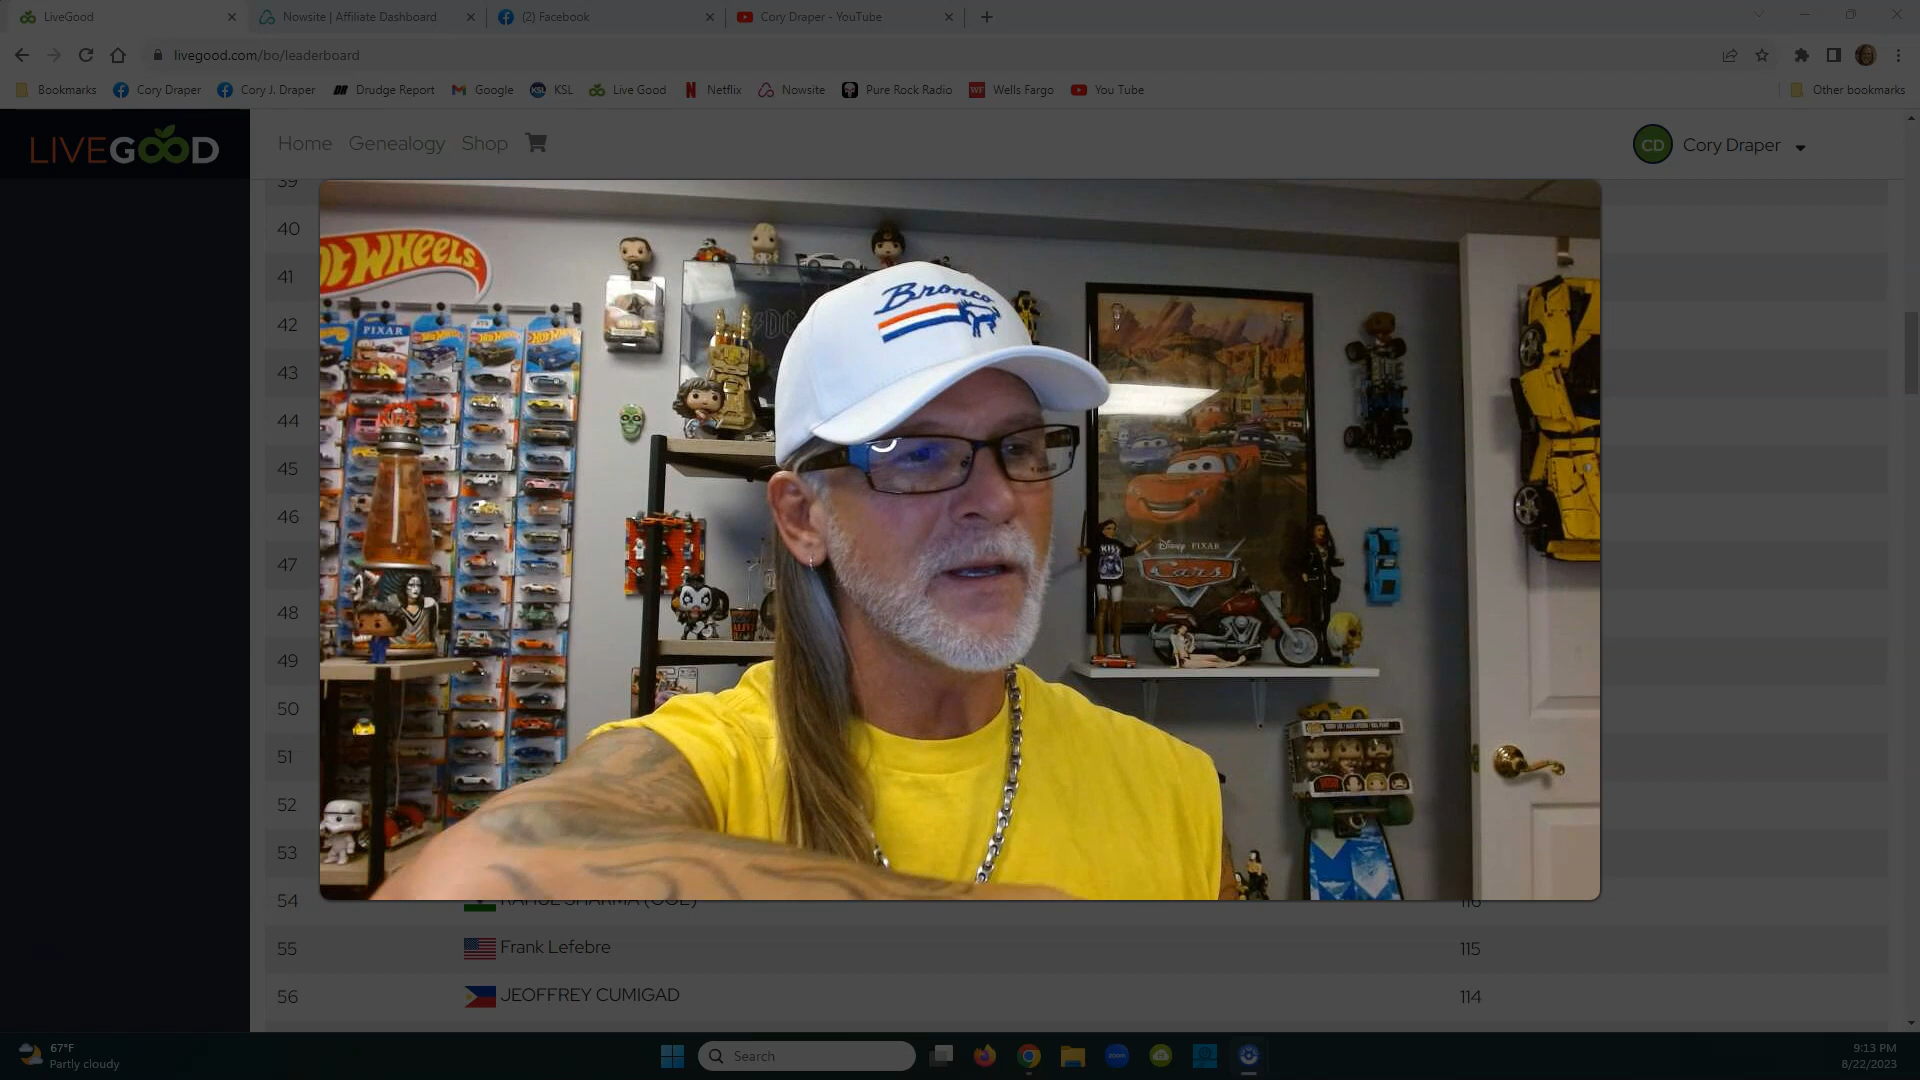 LiveGood
Nowsite | Affiliate Dashboard
(2) Facebook
Cory Draper - YouTube
livegood.com/bo/leaderboard
Bookmarks
Cory Draper
Cory J. Draper
Drudge Report
Google
KSL
Live Good
Netflix
Nowsite
Pure Rock Radio
Wells Fargo
You Tube
Other bookmarks
LIVEGOOD
Home
Genealogy
Shop
CD
Cory Draper
39
40
41
42
43
44
45
46
47
48
49
50
51
52
53
54
116
55
Frank Lefebre
115
56
JEOFFREY CUMIGAD
114
WHEELS
PIXAR
Bronco
DISNEY PIXAR
Cars
KISS
67°F
Partly cloudy
Search
zoom
9:13 PM
8/22/2023